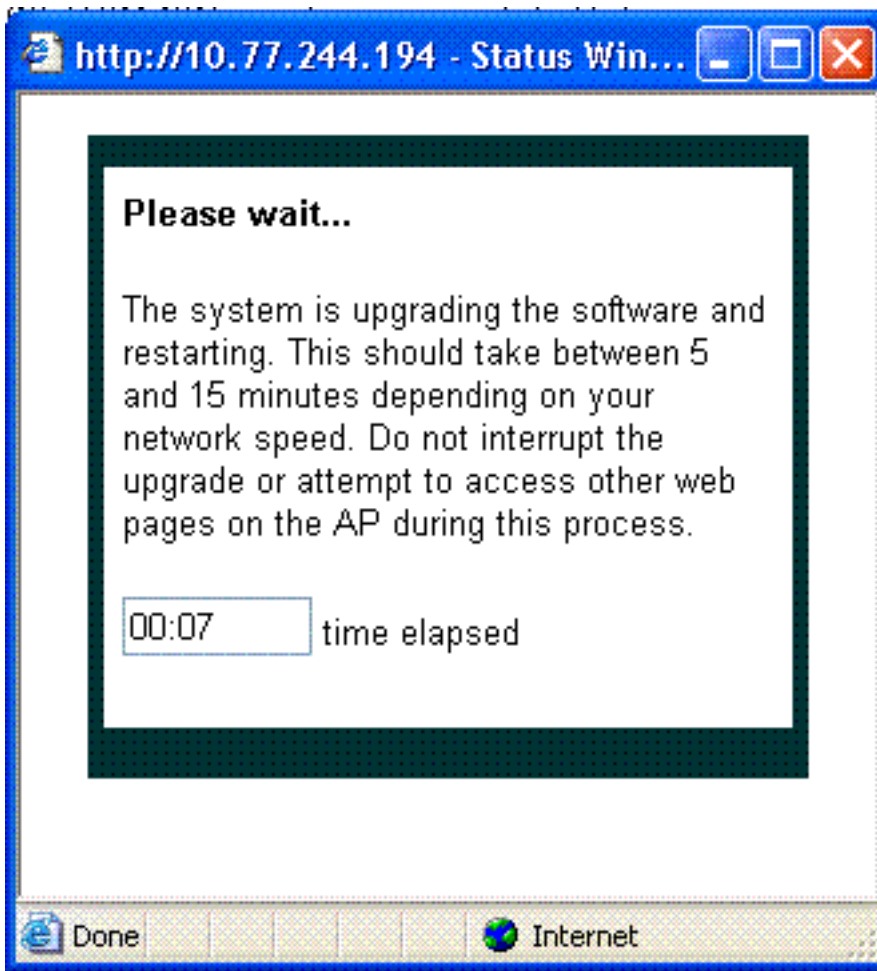 http://10.77.244.194 - Status Win...
Please wait...
The system is upgrading the software and
restarting. This should take between 5
and 15 minutes depending on your
network speed. Do not interrupt the
upgrade or attempt to access other web
pages on the AP during this process.
00:07 time elapsed
Done Internet